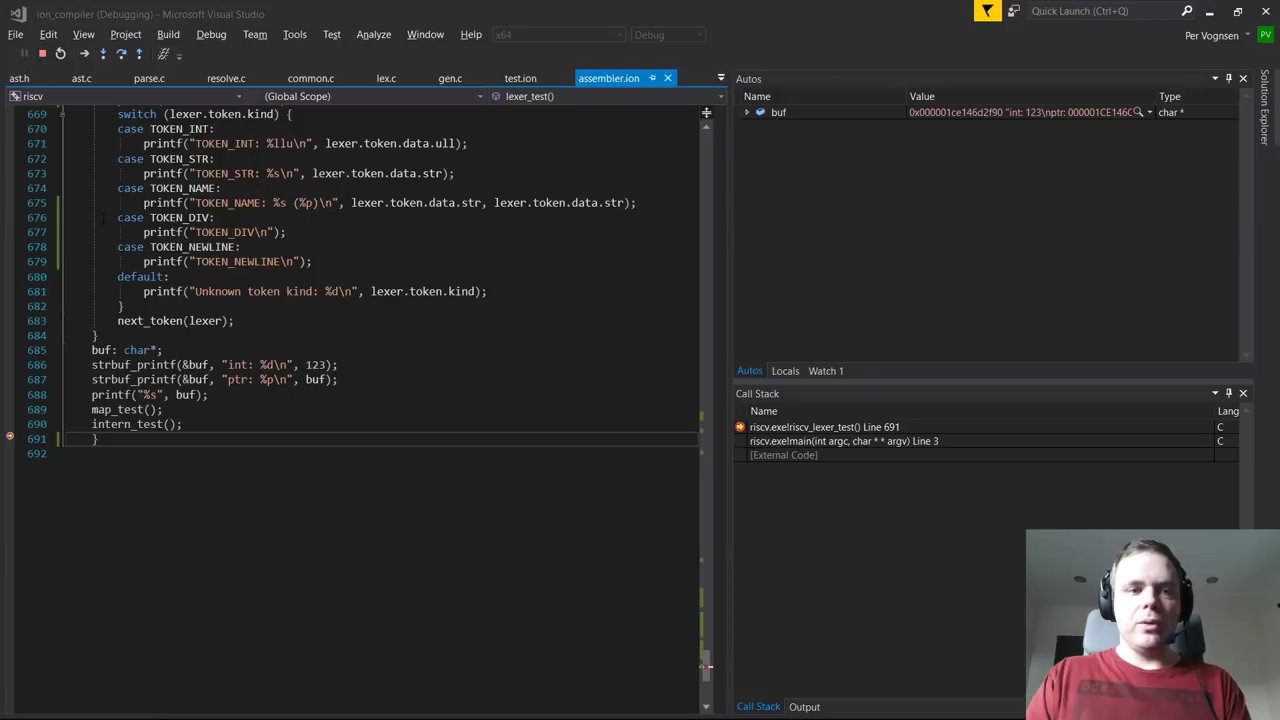 ion_compiler (Debugging) - Microsoft Visual Studio
Quick Launch (Ctrl+Q)
File Edit View Project Build Debug Team Tools Test Analyze Window Help x64 Debug
Per Vognsen PV
ast.h ast.c parse.c resolve.c common.c lex.c gen.c test.ion assembler.ion
riscv (Global Scope) lexer_test()
669 switch (lexer.token.kind) {
670 case TOKEN_INT:
671 printf("TOKEN_INT: %llu\n", lexer.token.data.ull);
672 case TOKEN_STR:
673 printf("TOKEN_STR: %s\n", lexer.token.data.str);
674 case TOKEN_NAME:
675 printf("TOKEN_NAME: %s (%p)\n", lexer.token.data.str, lexer.token.data.str);
676 case TOKEN_DIV:
677 printf("TOKEN_DIV\n");
678 case TOKEN_NEWLINE:
679 printf("TOKEN_NEWLINE\n");
680 default:
681 printf("Unknown token kind: %d\n", lexer.token.kind);
682 }
683 next_token(lexer);
684 }
685 buf: char*;
686 strbuf_printf(&buf, "int: %d\n", 123);
687 strbuf_printf(&buf, "ptr: %p\n", buf);
688 printf("%s", buf);
689 map_test();
690 intern_test();
691 }
692
Autos
Name Value Type
buf 0x000001ce146d2f90 "int: 123\nptr: 000001CE146C char *
Autos Locals Watch 1
Call Stack
Name Lang
riscv.exe!riscv_lexer_test() Line 691 C
riscv.exe!main(int argc, char * * argv) Line 3 C
[External Code]
Call Stack Output
Solution Explorer